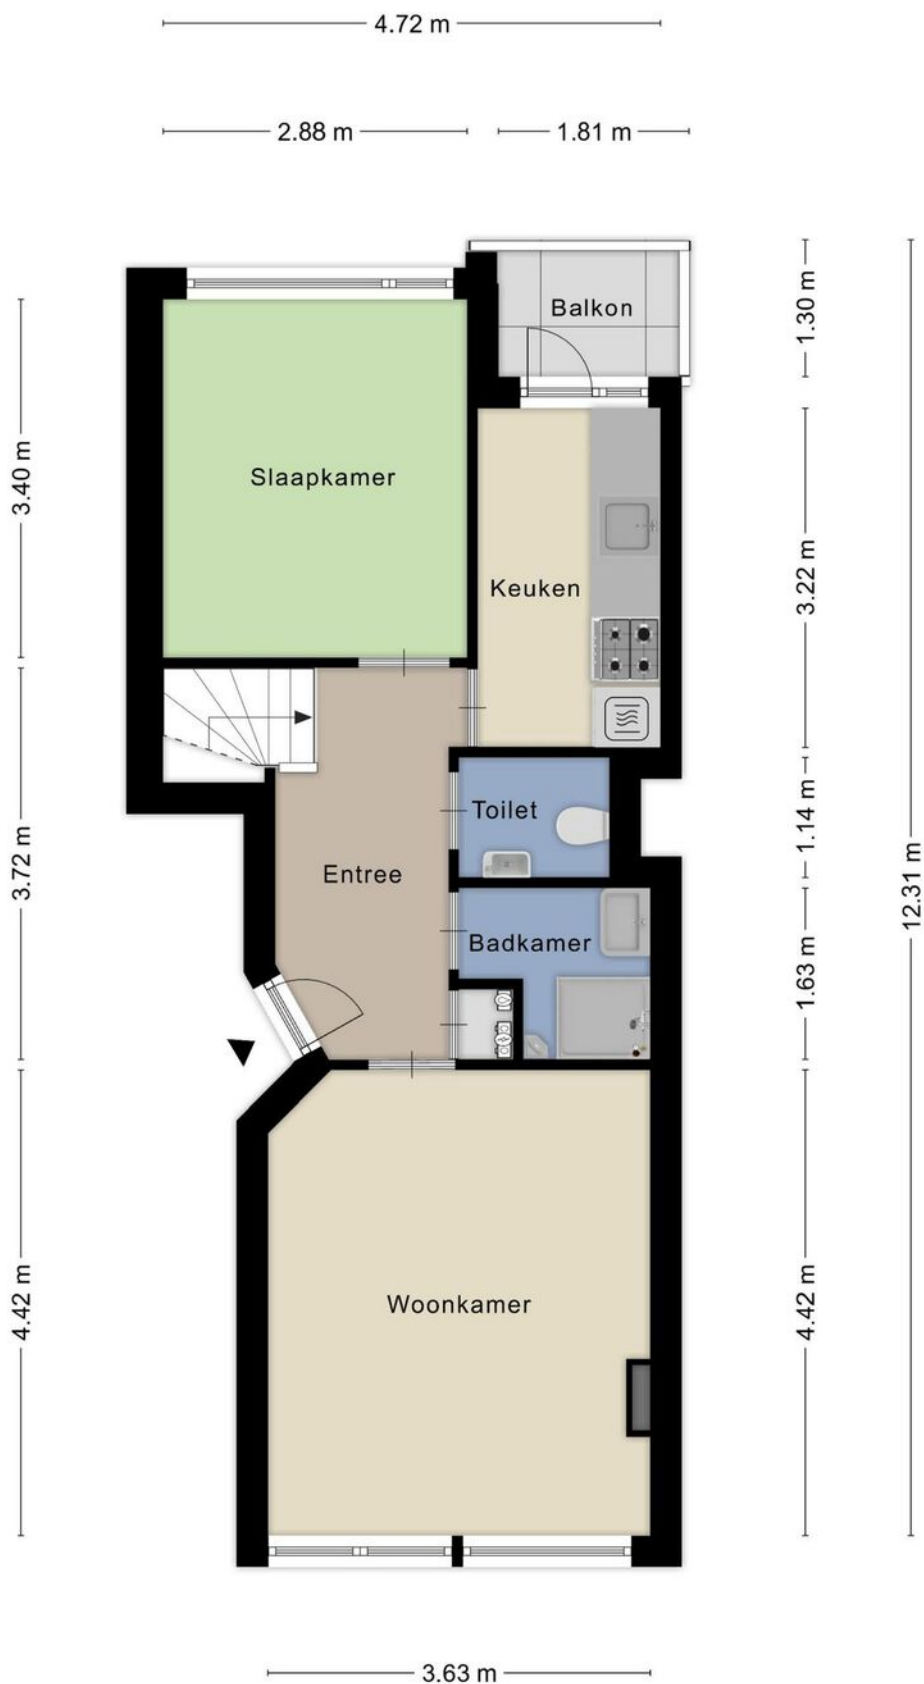 4.72 m
2.88 m
1.81 m
Balkon
1.30 m
3.40 m
Slaapkamer
Keuken
3.22 m
Toilet
1.14 m
3.72 m
Entree
12.31 m
Badkamer
1.63 m
4.42 m
Woonkamer
4.42 m
3.63 m